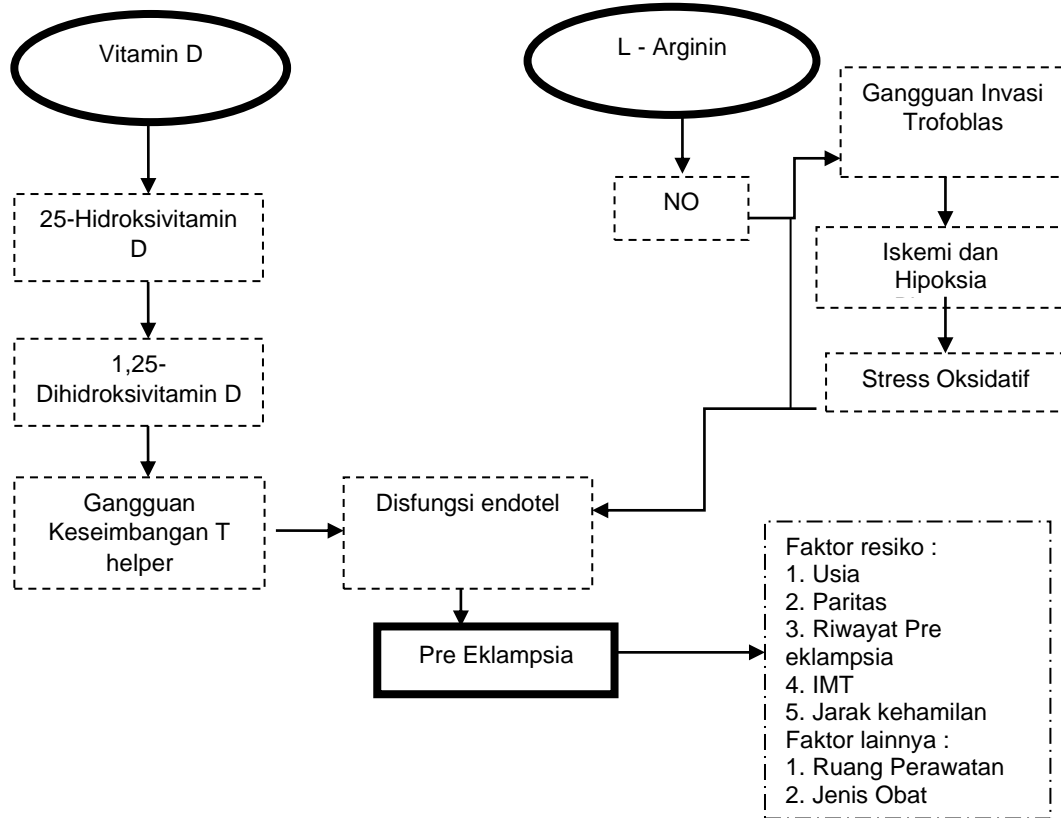 Vitamin D
L - Arginin
Gangguan Invasi
Trofoblas
25-Hidroksivitamin
D
NO
Iskemi dan
Hipoksia
1,25-
Dihidroksivitamin D
Stress Oksidatif
Gangguan
Keseimbangan T
helper
Disfungsi endotel
Pre Eklampsia
Faktor resiko :
1. Usia
2. Paritas
3. Riwayat Pre
eklampsia
4. IMT
5. Jarak kehamilan
Faktor lainnya :
1. Ruang Perawatan
2. Jenis Obat